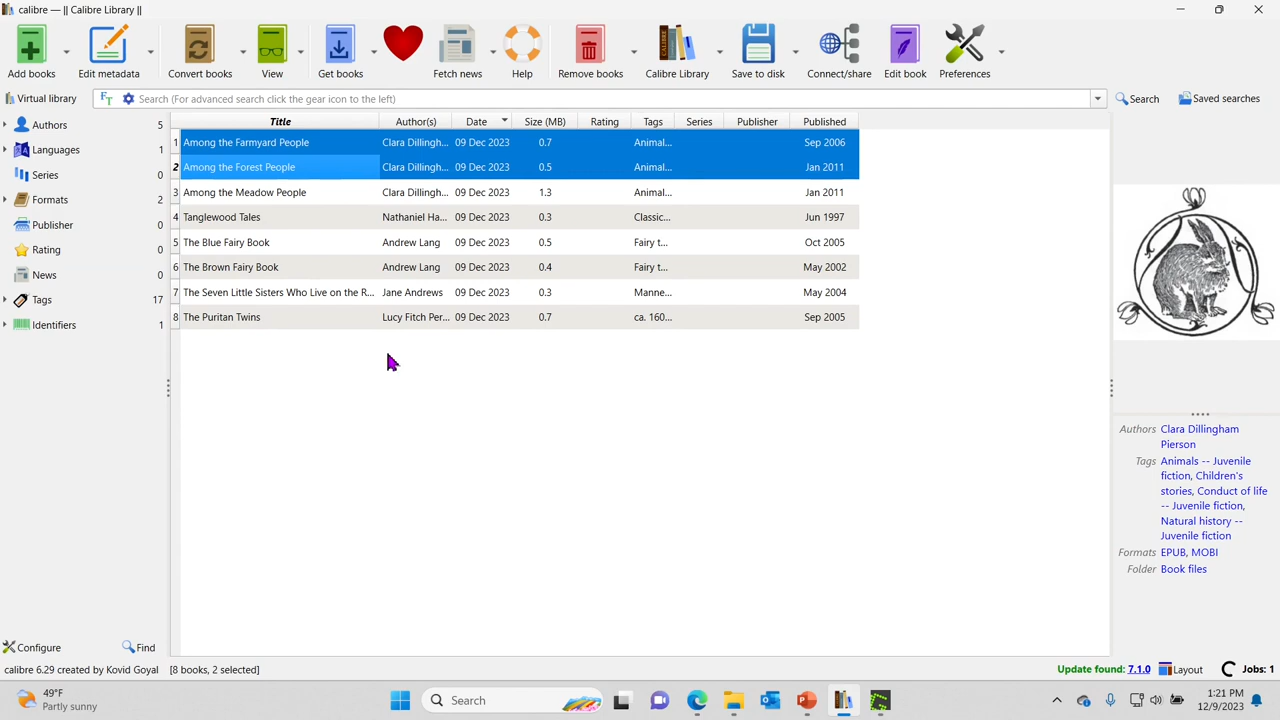 calibre — || Calibre Library ||
Add books
Edit metadata
Convert books
View
Get books
Fetch news
Help
Remove books
Calibre Library
Save to disk
Connect/share
Edit book
Preferences
Virtual library
FT
Search (For advanced search click the gear icon to the left)
Search
Saved searches
Authors 5
Languages 1
Series 0
Formats 2
Publisher 0
Rating 0
News 0
Tags 17
Identifiers 1
Title Author(s) Date Size (MB) Rating Tags Series Publisher Published
1 Among the Farmyard People Clara Dillingh... 09 Dec 2023 0.7 Animal... Sep 2006
2 Among the Forest People Clara Dillingh... 09 Dec 2023 0.5 Animal... Jan 2011
3 Among the Meadow People Clara Dillingh... 09 Dec 2023 1.3 Animal... Jan 2011
4 Tanglewood Tales Nathaniel Ha... 09 Dec 2023 0.3 Classic... Jun 1997
5 The Blue Fairy Book Andrew Lang 09 Dec 2023 0.5 Fairy t... Oct 2005
6 The Brown Fairy Book Andrew Lang 09 Dec 2023 0.4 Fairy t... May 2002
7 The Seven Little Sisters Who Live on the R... Jane Andrews 09 Dec 2023 0.3 Manne... May 2004
8 The Puritan Twins Lucy Fitch Per... 09 Dec 2023 0.7 ca. 160... Sep 2005
Authors Clara Dillingham
Pierson
Tags Animals -- Juvenile
fiction, Children's
stories, Conduct of life
-- Juvenile fiction,
Natural history --
Juvenile fiction
Formats EPUB, MOBI
Folder Book files
Configure
Find
calibre 6.29 created by Kovid Goyal [8 books, 2 selected]
Update found: 7.1.0
Layout
Jobs: 1
49°F
Partly sunny
Search
1:21 PM
12/9/2023